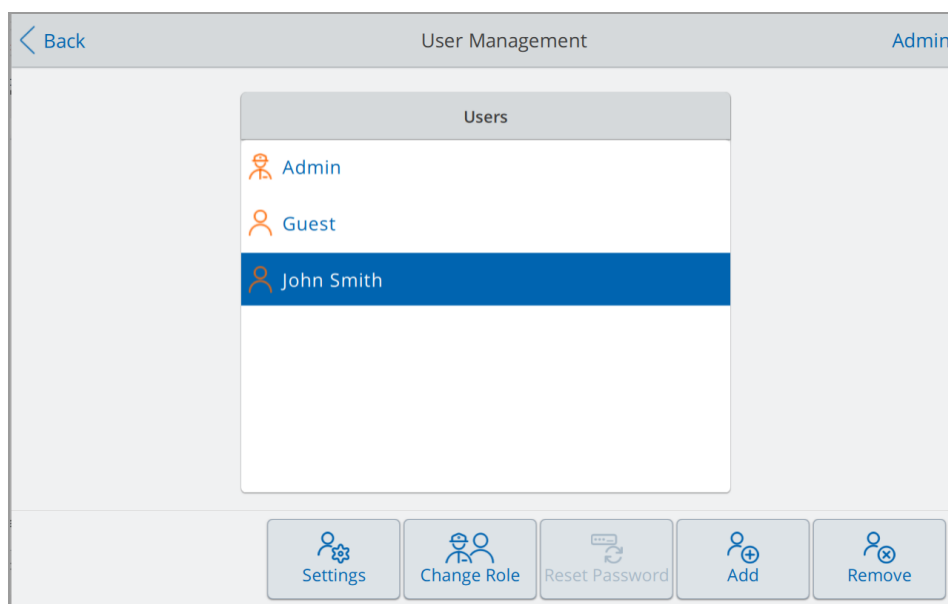 Back
User Management
Admin
Users
Admin
Guest
John Smith
Settings
Change Role
Reset Password
Add
Remove